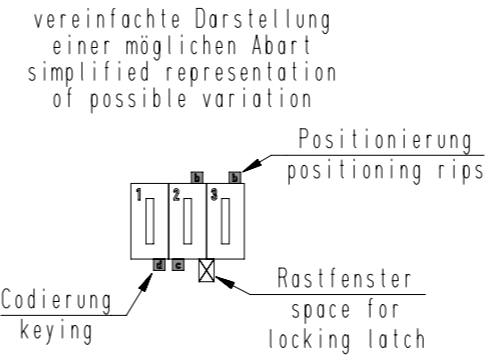 vereinfachte Darstellung
einer möglichen Abart
simplified representation
of possible variation
Positionierung
positioning rips
b b
1 2 3
d c
Codierung
keying
Rastfenster
space for
locking latch